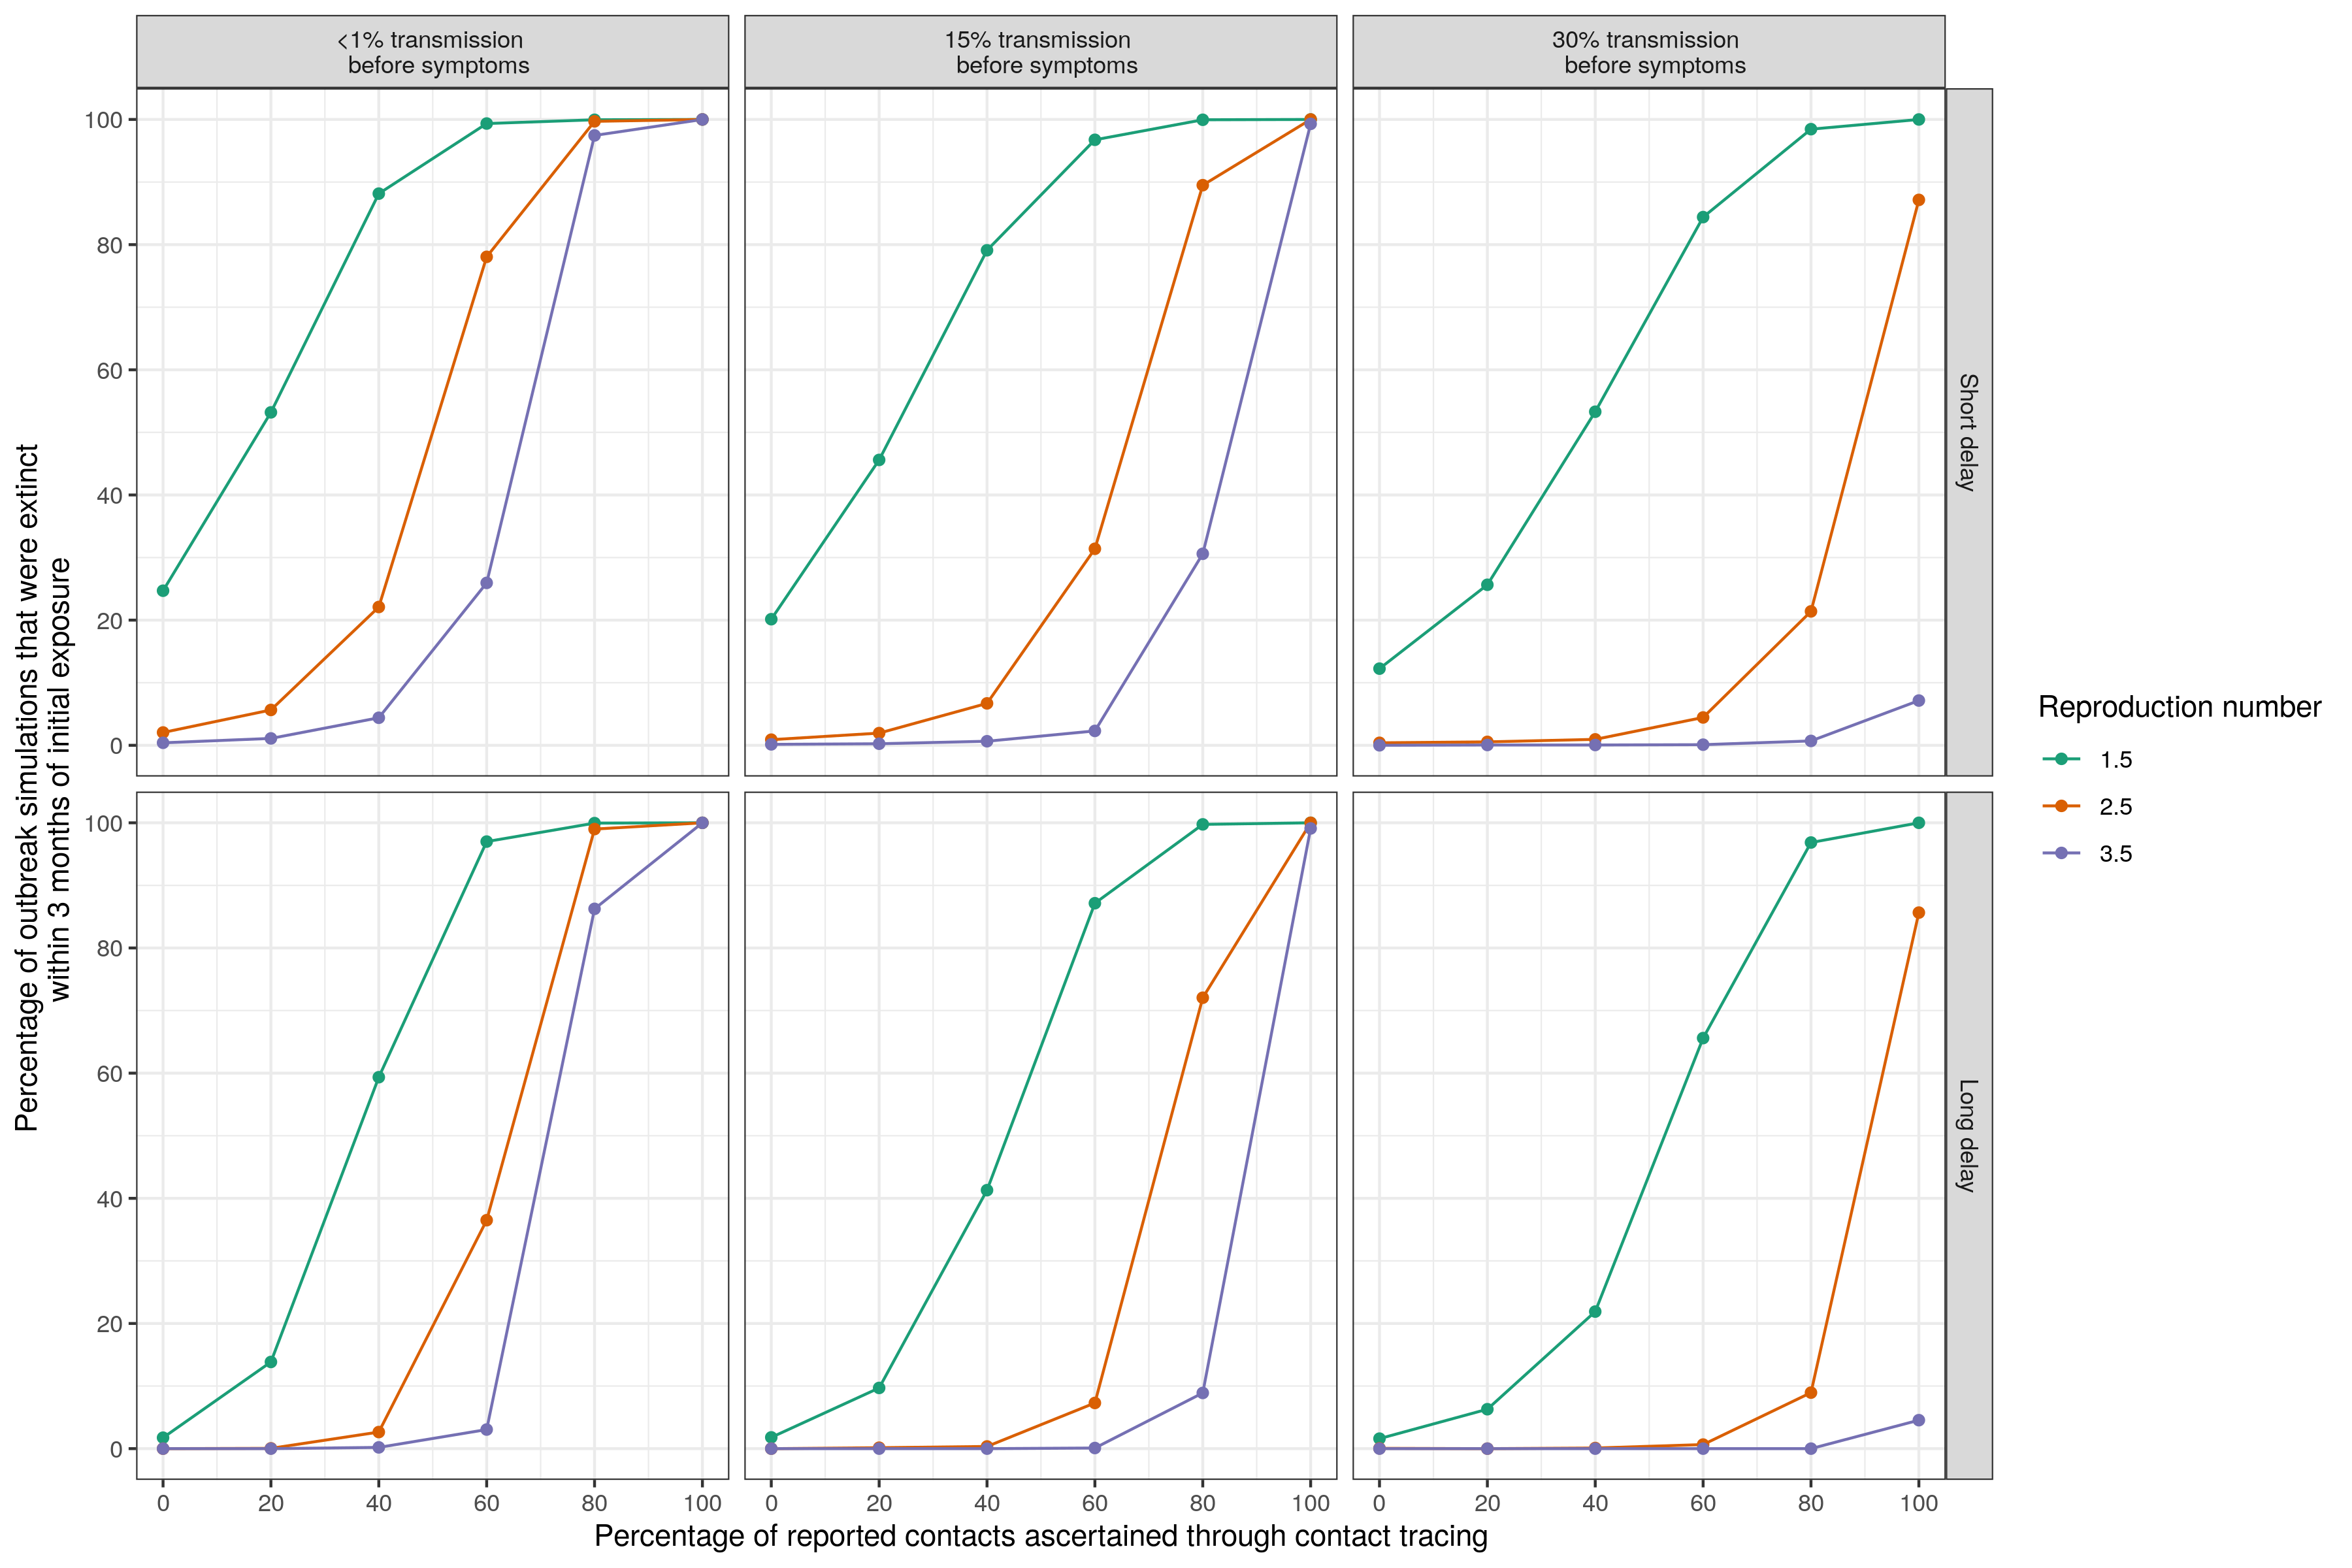 <1% transmission
before symptoms
15% transmission
before symptoms
30% transmission
before symptoms
Percentage of outbreak simulations that were extinct
within 3 months of initial exposure
100
80
60
40
20
0
Short delay
100
80
60
40
20
0
Long delay
0 20 40 60 80 100
0 20 40 60 80 100
0 20 40 60 80 100
Percentage of reported contacts ascertained through contact tracing
Reproduction number
1.5
2.5
3.5